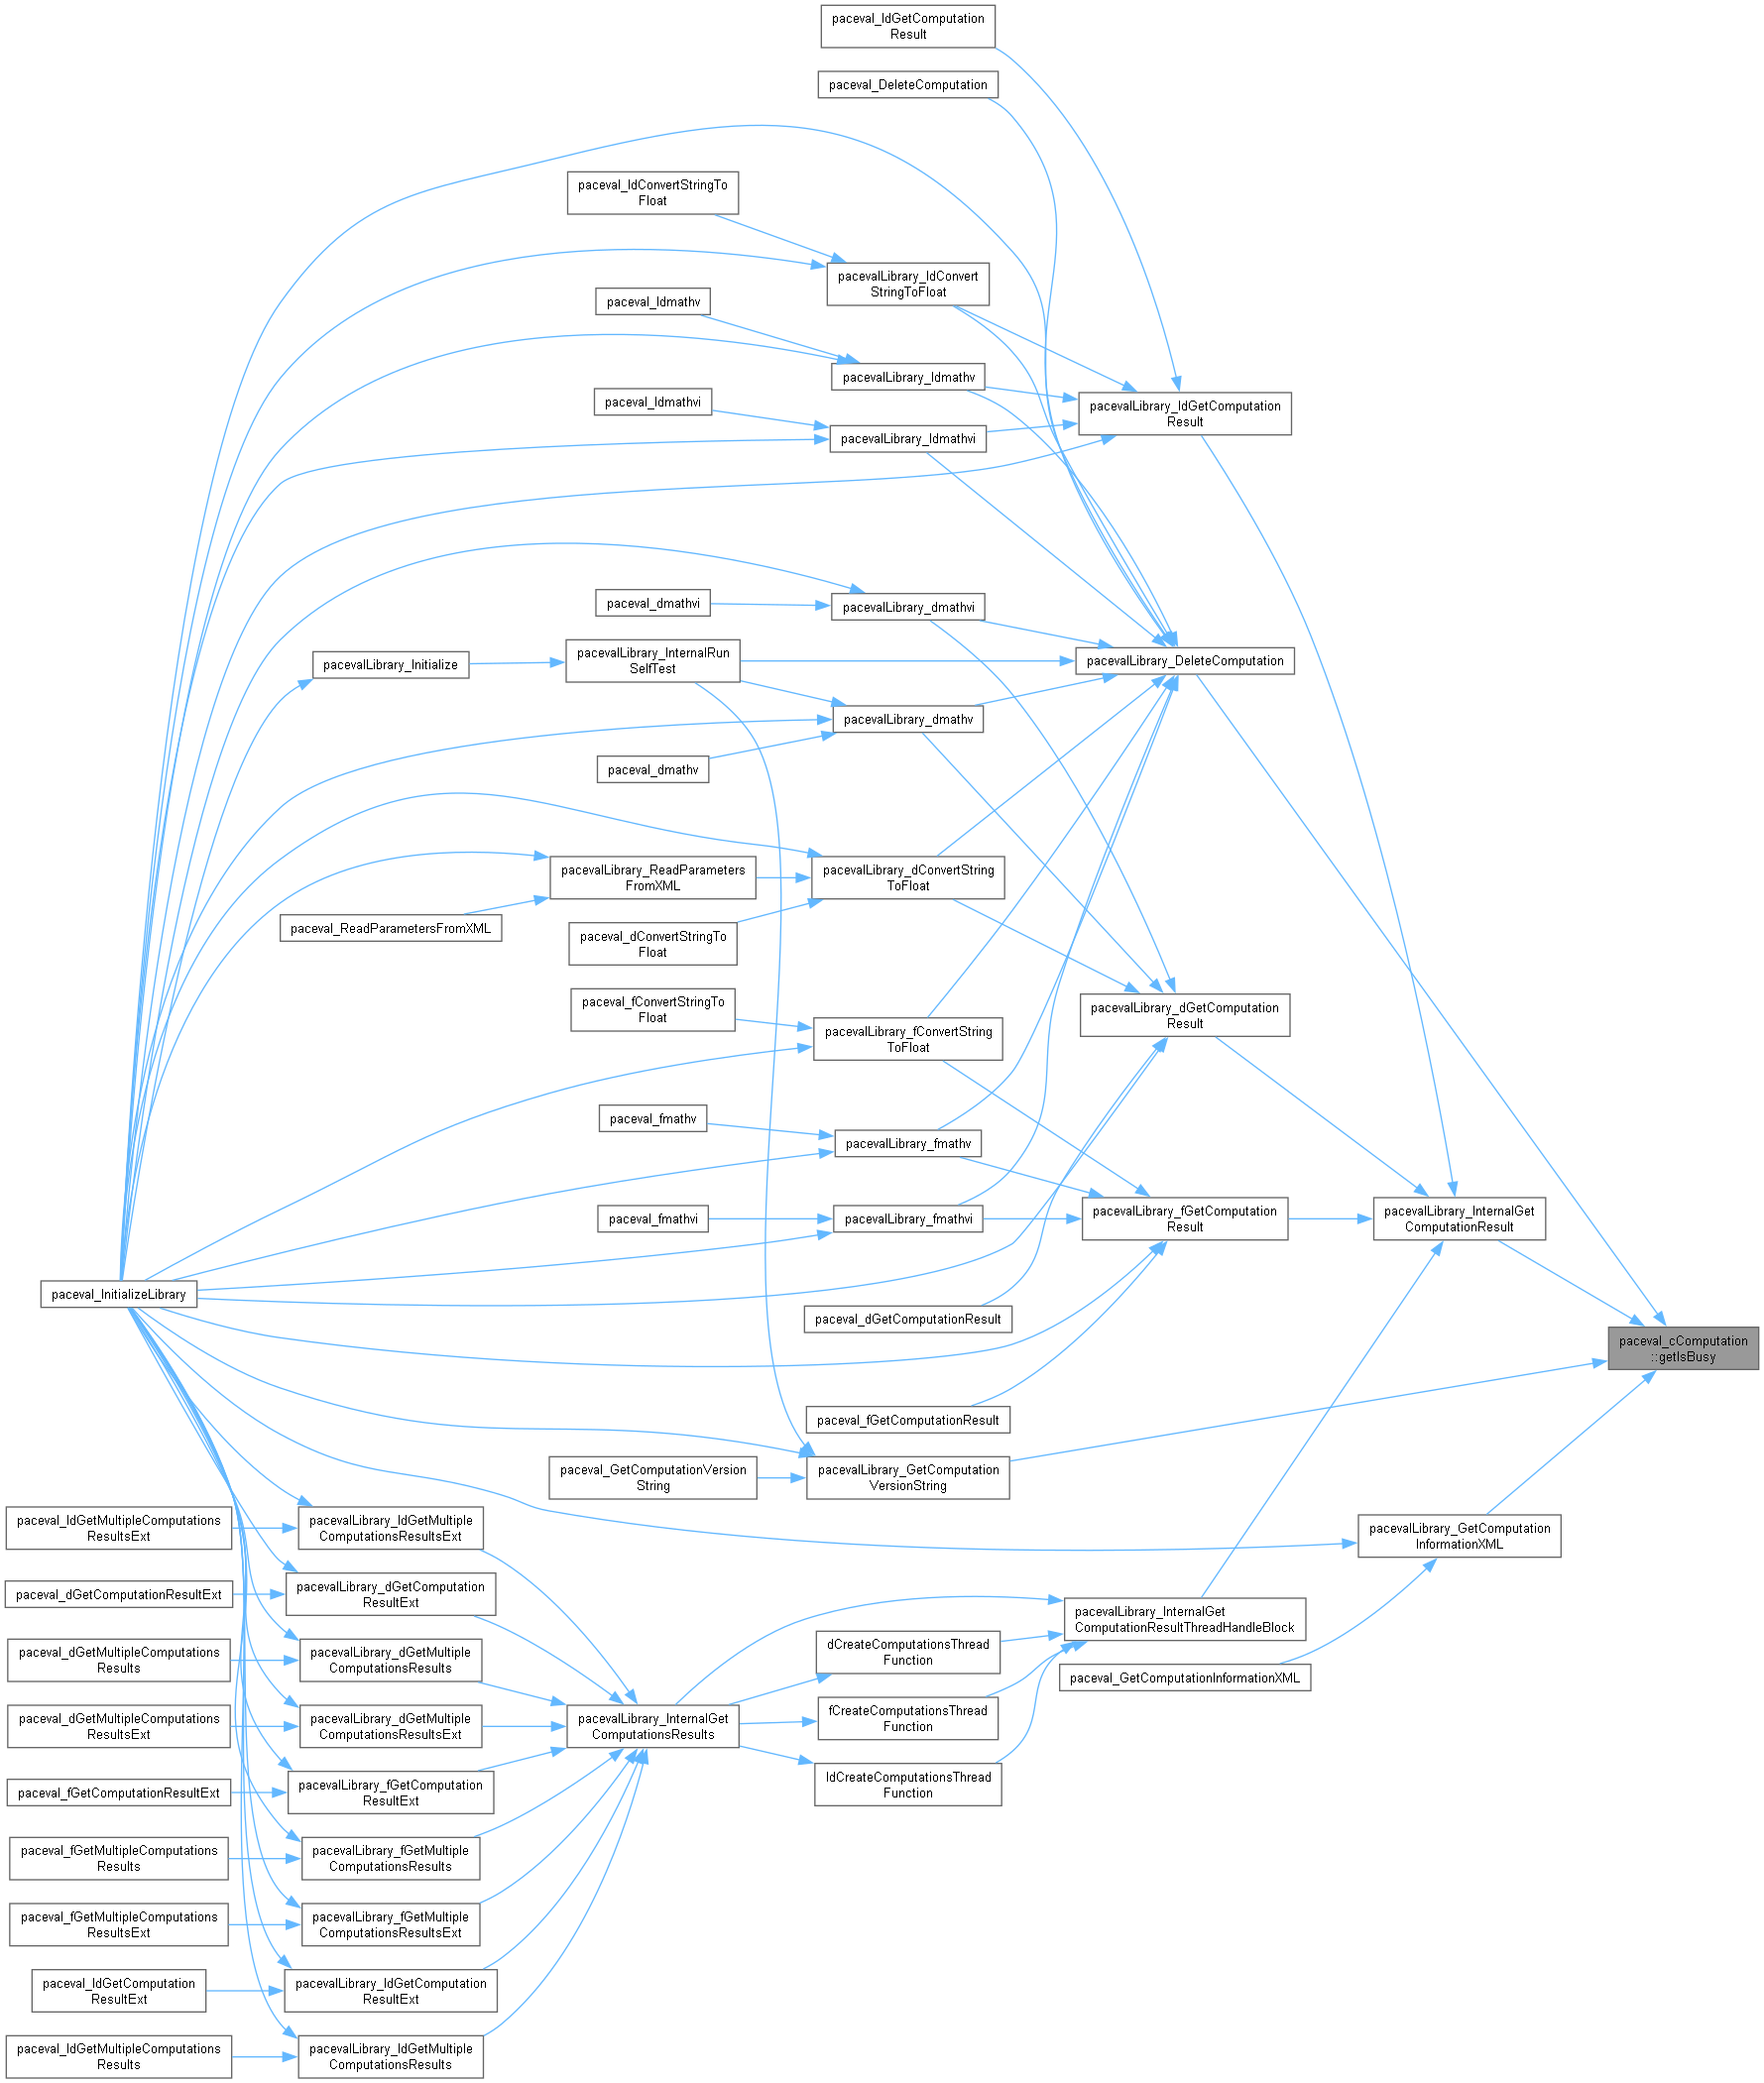 paceval_ldGetComputation
Result
paceval_DeleteComputation
paceval_ldConvertStringTo
Float
pacevalLibrary_ldConvert
StringToFloat
paceval_ldmathv
pacevalLibrary_ldmathv
paceval_ldmathvi
pacevalLibrary_ldmathvi
pacevalLibrary_ldGetComputation
Result
paceval_dmathvi
pacevalLibrary_dmathvi
pacevalLibrary_Initialize
pacevalLibrary_InternalRun
SelfTest
pacevalLibrary_DeleteComputation
pacevalLibrary_dmathv
paceval_dmathv
pacevalLibrary_ReadParameters
FromXML
pacevalLibrary_dConvertString
ToFloat
paceval_ReadParametersFromXML
paceval_dConvertStringTo
Float
paceval_fConvertStringTo
Float
pacevalLibrary_fConvertString
ToFloat
pacevalLibrary_dGetComputation
Result
paceval_fmathv
pacevalLibrary_fmathv
paceval_fmathvi
pacevalLibrary_fmathvi
pacevalLibrary_fGetComputation
Result
pacevalLibrary_InternalGet
ComputationResult
paceval_InitializeLibrary
paceval_dGetComputationResult
paceval_cComputation
::getIsBusy
paceval_fGetComputationResult
paceval_GetComputationVersion
String
pacevalLibrary_GetComputation
VersionString
paceval_ldGetMultipleComputations
ResultsExt
pacevalLibrary_ldGetMultiple
ComputationsResultsExt
pacevalLibrary_GetComputation
InformationXML
paceval_dGetComputationResultExt
pacevalLibrary_dGetComputation
ResultExt
pacevalLibrary_InternalGet
ComputationResultThreadHandleBlock
paceval_dGetMultipleComputations
Results
pacevalLibrary_dGetMultiple
ComputationsResults
dCreateComputationsThread
Function
paceval_GetComputationInformationXML
paceval_dGetMultipleComputations
ResultsExt
pacevalLibrary_dGetMultiple
ComputationsResultsExt
pacevalLibrary_InternalGet
ComputationsResults
fCreateComputationsThread
Function
paceval_fGetComputationResultExt
pacevalLibrary_fGetComputation
ResultExt
ldCreateComputationsThread
Function
paceval_fGetMultipleComputations
Results
pacevalLibrary_fGetMultiple
ComputationsResults
paceval_fGetMultipleComputations
ResultsExt
pacevalLibrary_fGetMultiple
ComputationsResultsExt
paceval_ldGetComputation
ResultExt
pacevalLibrary_ldGetComputation
ResultExt
paceval_ldGetMultipleComputations
Results
pacevalLibrary_ldGetMultiple
ComputationsResults